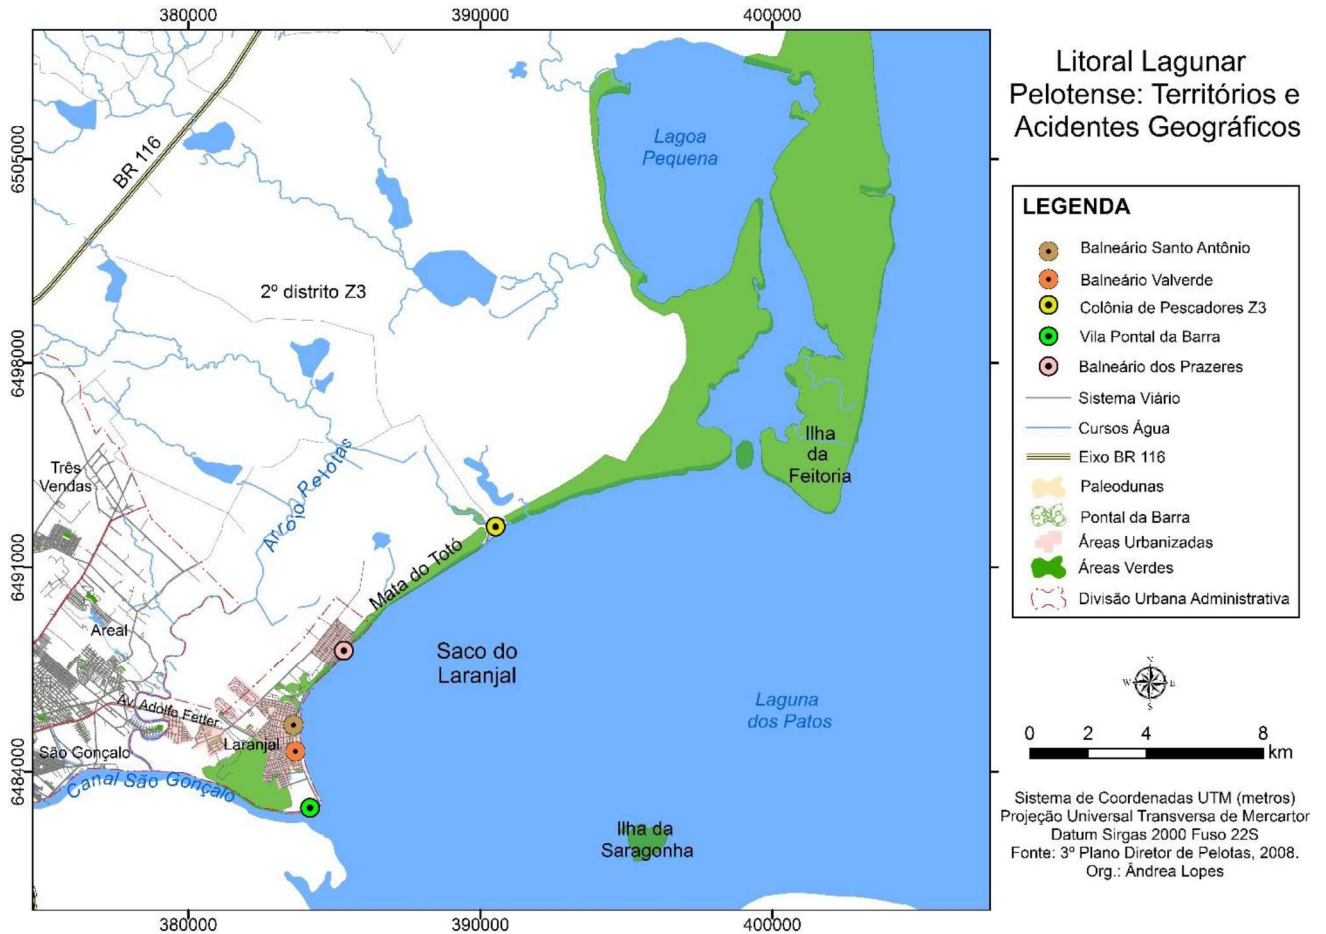 380000
390000
400000
6505000
6498000
6491000
6484000
BR 116
Lagoa
Pequena
2º distrito Z3
Ilha
da
Feitoria
Três
Vendas
Arroio Pelotas
Mata do Totó
Areal
Saco do
Laranjal
Laguna
dos Patos
Av. Adolfo Fetter
Laranjal
São Gonçalo
Canal São Gonçalo
Ilha da
Saragonha
380000
390000
400000
Litoral Lagunar
Pelotense: Territórios e
Acidentes Geográficos
LEGENDA
Balneário Santo Antônio
Balneário Valverde
Colônia de Pescadores Z3
Vila Pontal da Barra
Balneário dos Prazeres
Sistema Viário
Cursos Água
Eixo BR 116
Paleodunas
Pontal da Barra
Áreas Urbanizadas
Áreas Verdes
Divisão Urbana Administrativa
N
W E
S
0 2 4 8
km
Sistema de Coordenadas UTM (metros)
Projeção Universal Transversa de Mercartor
Datum Sirgas 2000 Fuso 22S
Fonte: 3º Plano Diretor de Pelotas, 2008.
Org.: Ândrea Lopes